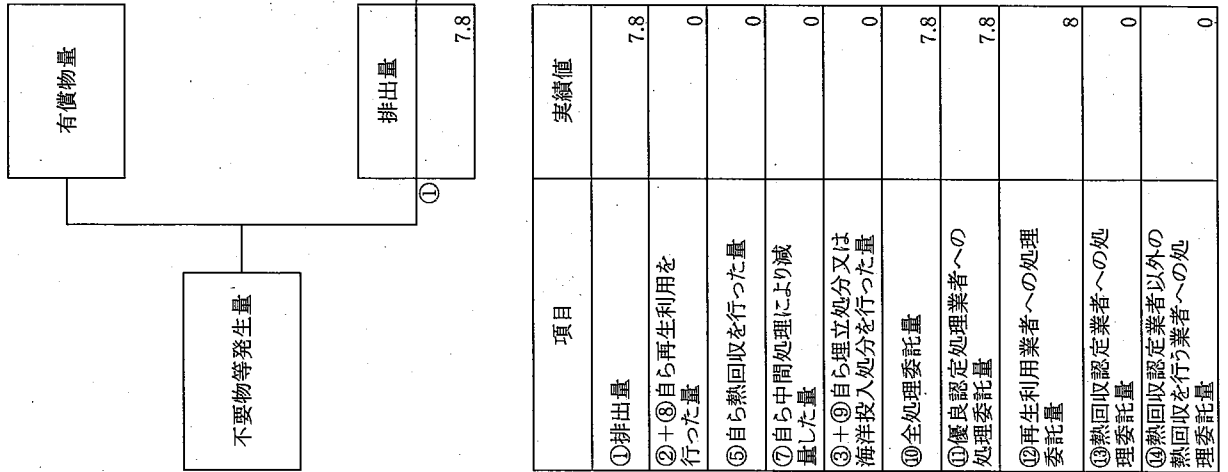 有償物量
不要物等発生量
排出量
①
7.8
項目
実績値
①排出量
7.8
②+⑧自ら再生利用を
行った量
0
⑤自ら熱回収を行った量
0
⑦自ら中間処理により減
量した量
0
③+⑨自ら埋立処分又は
海洋投入処分を行った量
0
⑩全処理委託量
7.8
⑪優良認定処理業者への
処理委託量
7.8
⑫再生利用業者への処理
委託量
8
⑬熱回収認定業者への処
理委託量
0
⑭熱回収認定業者以外の
熱回収を行う業者への処
理委託量
0